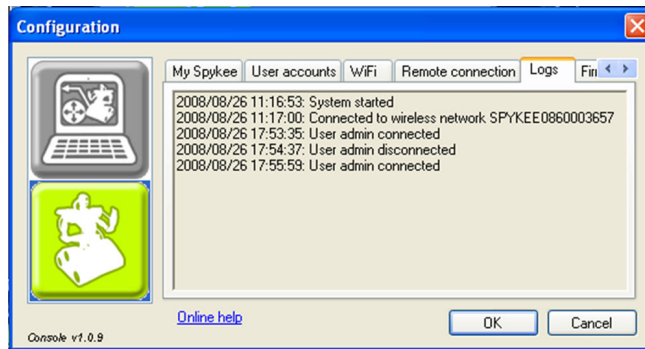 Configuration
My Spykee User accounts WiFi Remote connection Logs Fin
2008/08/26 11:16:53: System started
2008/08/26 11:17:00: Connected to wireless network SPYKEE0860003657
2008/08/26 17:53:35: User admin connected
2008/08/26 17:54:37: User admin disconnected
2008/08/26 17:55:59: User admin connected
Online help
OK Cancel
Console v1.0.9